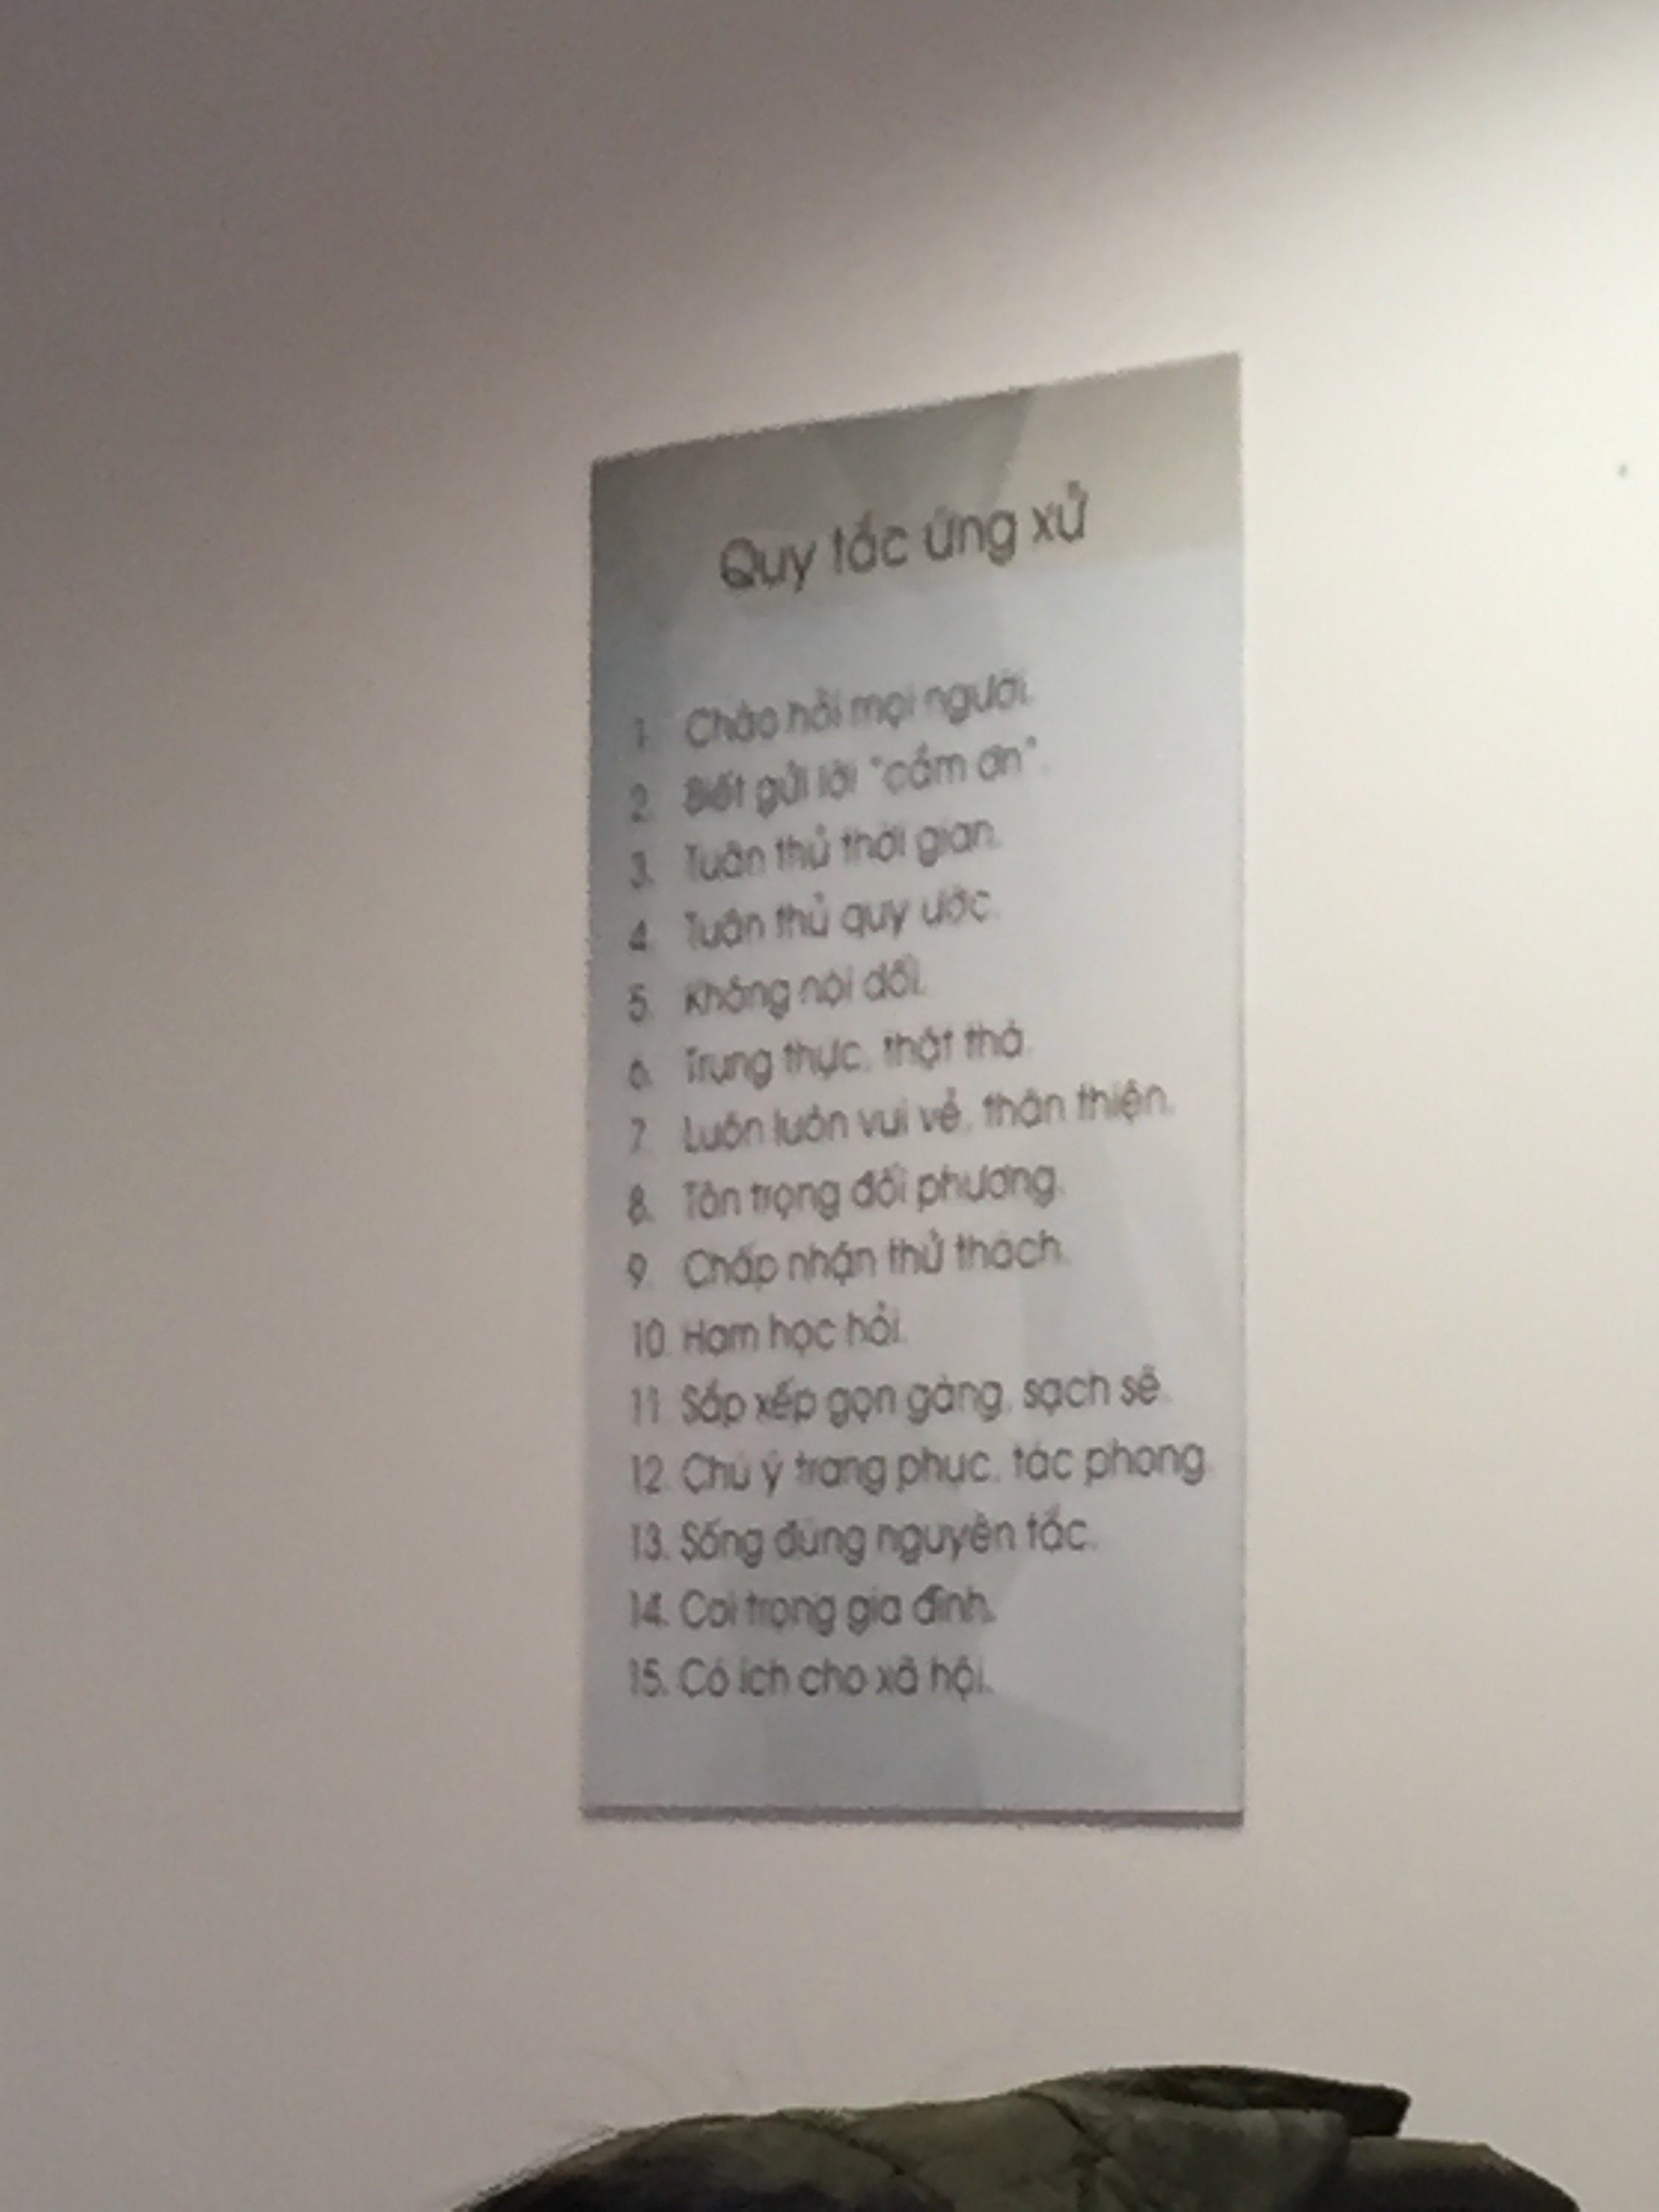 Quy tắc ứng xử
1. Chào hỏi mọi người.
2. Biết gửi lời "cảm ơn".
3. Tuân thủ thời gian.
4. Tuân thủ quy ước.
5. Không nói dối.
6. Trung thực, thật thà.
7. Luôn luôn vui vẻ, thân thiện.
8. Tôn trọng đối phương.
9. Chấp nhận thử thách.
10. Ham học hỏi.
11. Sắp xếp gọn gàng, sạch sẽ.
12. Chú ý trang phục, tác phong.
13. Sống đúng nguyên tắc.
14. Coi trọng gia đình.
15. Có ích cho xã hội.